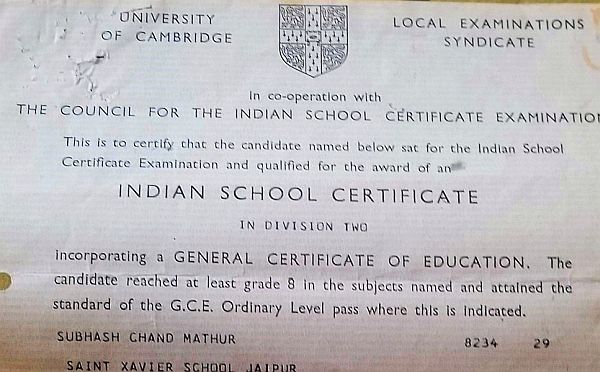 UNIVERSITY LOCAL EXAMINATIONS
OF CAMBRIDGE SYNDICATE
In co-operation with
THE COUNCIL FOR THE INDIAN SCHOOL CERTIFICATE EXAMINATION
This is to certify that the candidate named below sat for the Indian School
Certificate Examination and qualified for the award of an
INDIAN SCHOOL CERTIFICATE
IN DIVISION TWO
incorporating a GENERAL CERTIFICATE OF EDUCATION. The
candidate reached at least grade 8 in the subjects named and attained the
standard of the G.C.E. Ordinary Level pass where this is indicated.
SUBHASH CHAND MATHUR 8234 29
SAINT XAVIER SCHOOL JAIPUR